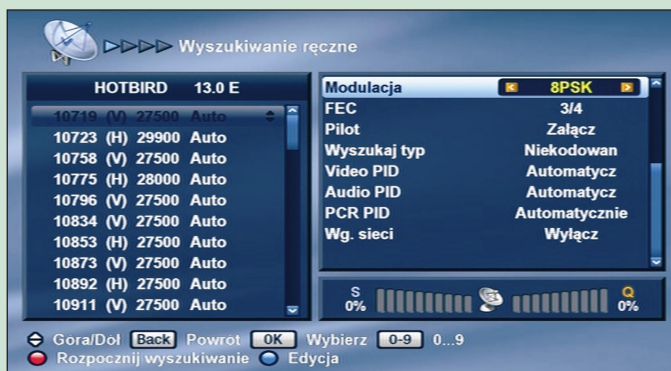 Wyszukiwanie ręczne
HOTBIRD 13.0 E
10719 (V) 27500 Auto
10723 (H) 29900 Auto
10758 (V) 27500 Auto
10775 (H) 28000 Auto
10796 (V) 27500 Auto
10834 (V) 27500 Auto
10853 (H) 27500 Auto
10873 (V) 27500 Auto
10892 (H) 27500 Auto
10911 (V) 27500 Auto
Modulacja 8PSK
FEC 3/4
Pilot Załącz
Wyszukaj typ Niekodowan
Video PID Automatycz
Audio PID Automatycz
PCR PID Automatycznie
Wg. sieci Wyłącz
S 0% Q 0%
Góra/Dół Back Powrót OK Wybierz 0-9 0...9
Rozpocznij wyszukiwanie Edycja